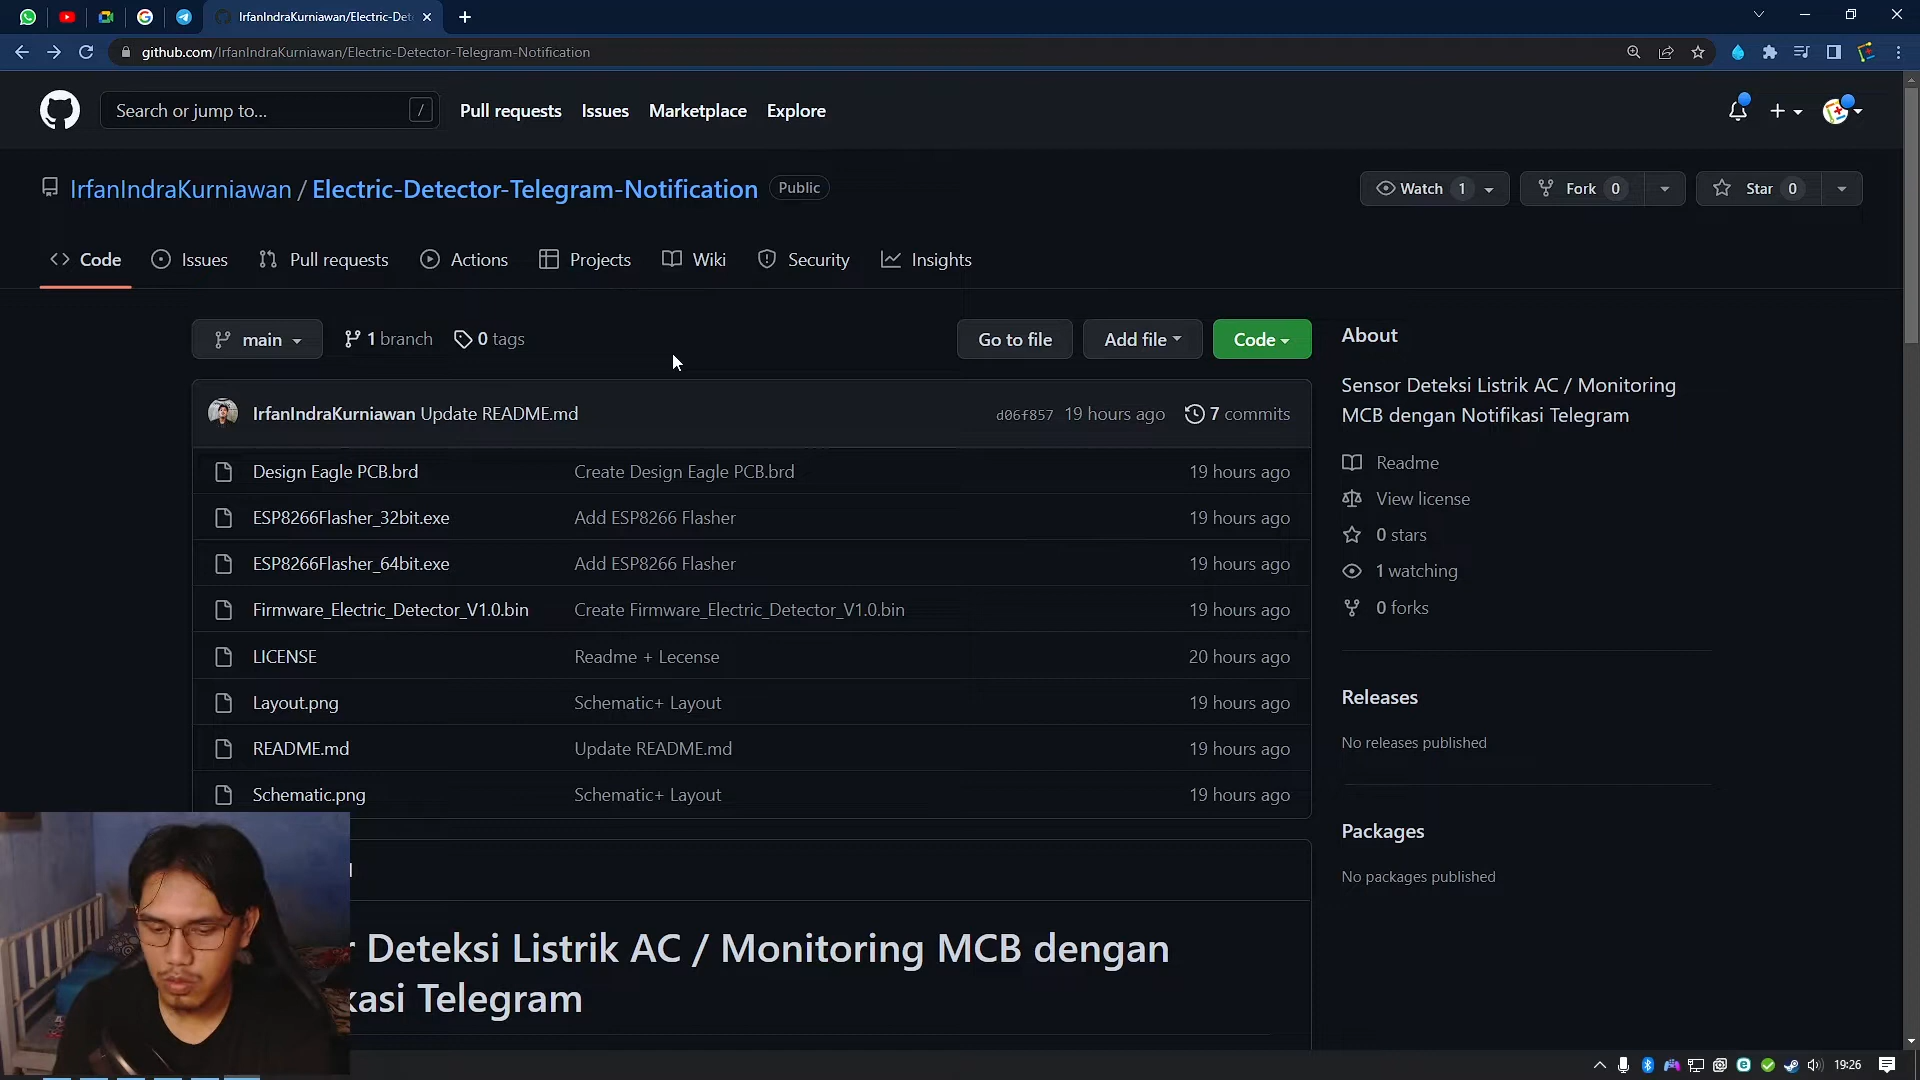 IrfanIndraKurniawan/Electric-Det
github.com/IrfanIndraKurniawan/Electric-Detector-Telegram-Notification
Search or jump to... /
Pull requests
Issues
Marketplace
Explore
IrfanIndraKurniawan / Electric-Detector-Telegram-Notification
Public
Watch 1
Fork 0
Star 0
Code
Issues
Pull requests
Actions
Projects
Wiki
Security
Insights
main
1 branch
0 tags
Go to file
Add file
Code
IrfanIndraKurniawan Update README.md d06f857 19 hours ago 7 commits
Design Eagle PCB.brd Create Design Eagle PCB.brd 19 hours ago
ESP8266Flasher_32bit.exe Add ESP8266 Flasher 19 hours ago
ESP8266Flasher_64bit.exe Add ESP8266 Flasher 19 hours ago
Firmware_Electric_Detector_V1.0.bin Create Firmware_Electric_Detector_V1.0.bin 19 hours ago
LICENSE Readme + Lecense 20 hours ago
Layout.png Schematic+ Layout 19 hours ago
README.md Update README.md 19 hours ago
Schematic.png Schematic+ Layout 19 hours ago
Deteksi Listrik AC / Monitoring MCB dengan
kasi Telegram
About
Sensor Deteksi Listrik AC / Monitoring
MCB dengan Notifikasi Telegram
Readme
View license
0 stars
1 watching
0 forks
Releases
No releases published
Packages
No packages published
19:26